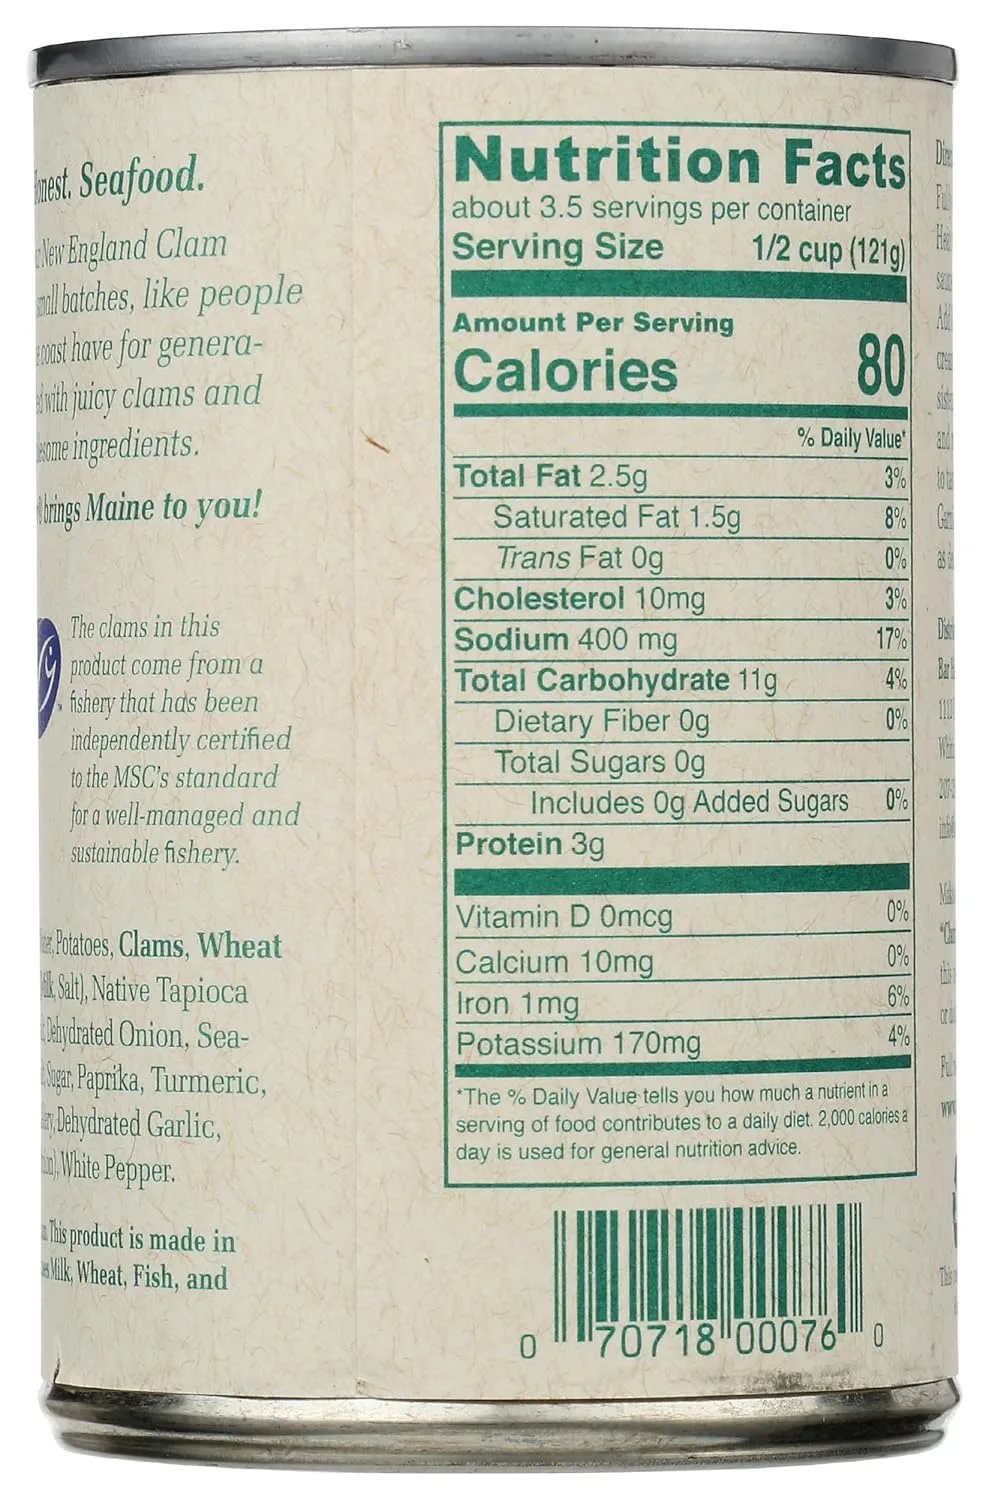 Seafood.
New England Clam
batches, like people
coast have for genera-
with juicy clams and
ingredients.
brings Maine to you!
The clams in this
product come from a
fishery that has been
independently certified
to the MSC's standard
for a well-managed and
sustainable fishery.
Potatoes, Clams, Wheat
Salt), Native Tapioca
Dehydrated Onion, Sea-
Sugar, Paprika, Turmeric,
Dehydrated Garlic,
White Pepper.
This product is made in
Milk, Wheat, Fish, and
Nutrition Facts
about 3.5 servings per container
Serving Size 1/2 cup (121g)
Amount Per Serving
Calories 80
% Daily Value*
Total Fat 2.5g 3%
Saturated Fat 1.5g 8%
Trans Fat 0g 0%
Cholesterol 10mg 3%
Sodium 400 mg 17%
Total Carbohydrate 11g 4%
Dietary Fiber 0g 0%
Total Sugars 0g
Includes 0g Added Sugars 0%
Protein 3g
Vitamin D 0mcg 0%
Calcium 10mg 0%
Iron 1mg 6%
Potassium 170mg 4%
*The % Daily Value tells you how much a nutrient in a
serving of food contributes to a daily diet. 2,000 calories a
day is used for general nutrition advice.
0 70718 00076 0